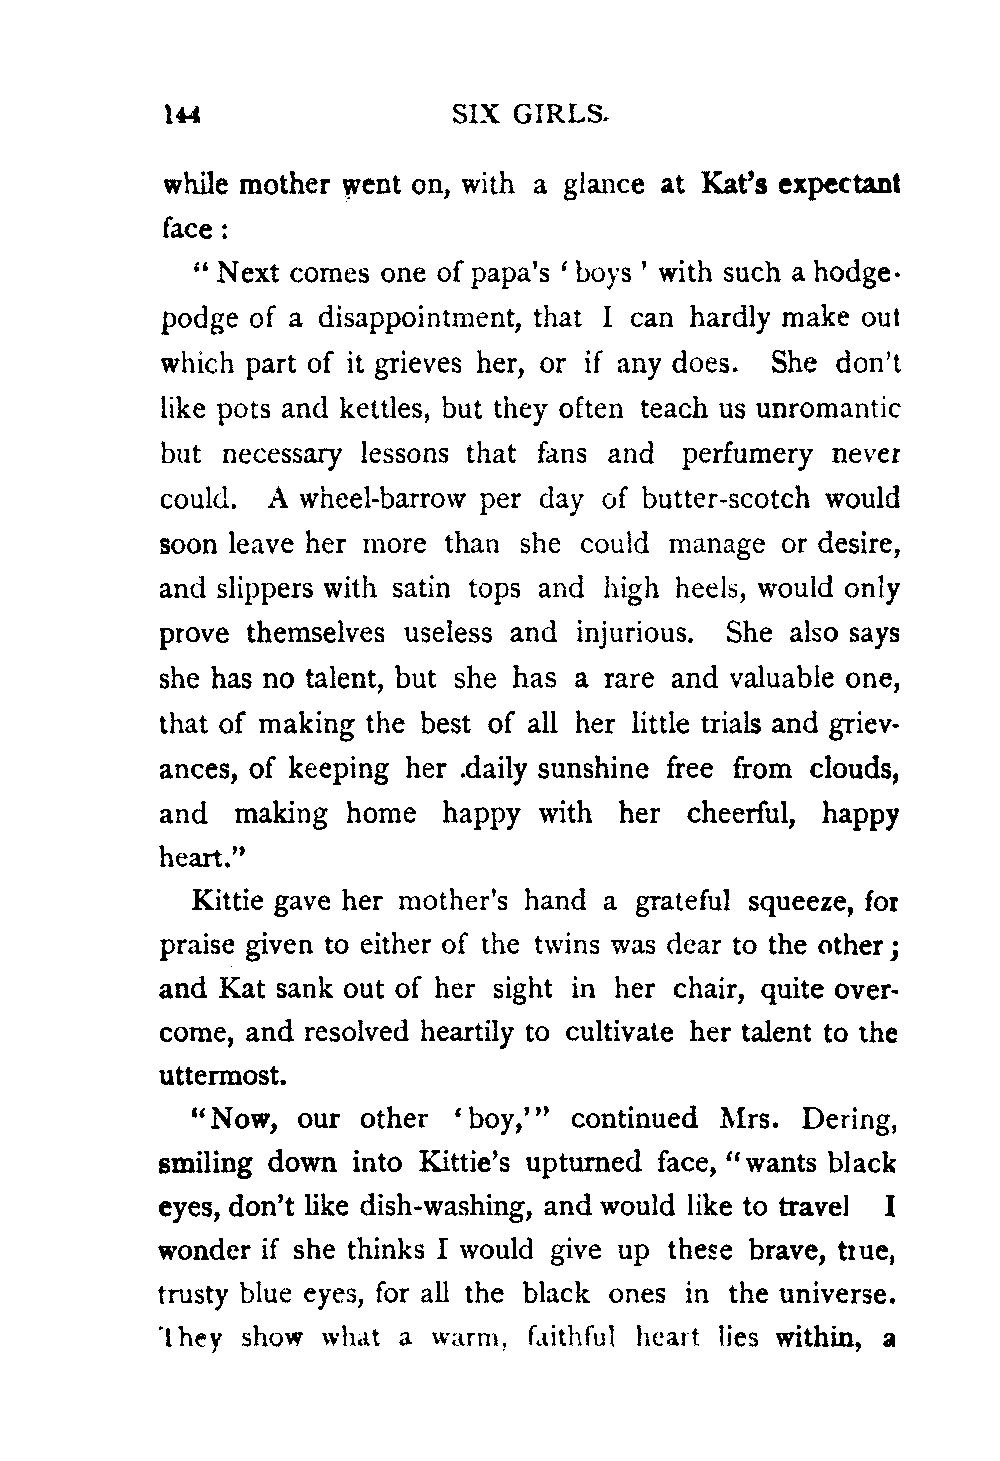 144 SIX GIRLS.
while mother went on, with a glance at Kat's expectant
face :
" Next comes one of papa's ' boys ' with such a hodge-
podge of a disappointment, that I can hardly make out
which part of it grieves her, or if any does. She don't
like pots and kettles, but they often teach us unromantic
but necessary lessons that fans and perfumery never
could. A wheel-barrow per day of butter-scotch would
soon leave her more than she could manage or desire,
and slippers with satin tops and high heels, would only
prove themselves useless and injurious. She also says
she has no talent, but she has a rare and valuable one,
that of making the best of all her little trials and griev-
ances, of keeping her daily sunshine free from clouds,
and making home happy with her cheerful, happy
heart."
Kittie gave her mother's hand a grateful squeeze, for
praise given to either of the twins was dear to the other ;
and Kat sank out of her sight in her chair, quite over-
come, and resolved heartily to cultivate her talent to the
uttermost.
"Now, our other 'boy,'" continued Mrs. Dering,
smiling down into Kittie's upturned face, "wants black
eyes, don't like dish-washing, and would like to travel I
wonder if she thinks I would give up these brave, true,
trusty blue eyes, for all the black ones in the universe.
They show what a warm, faithful heart lies within, a